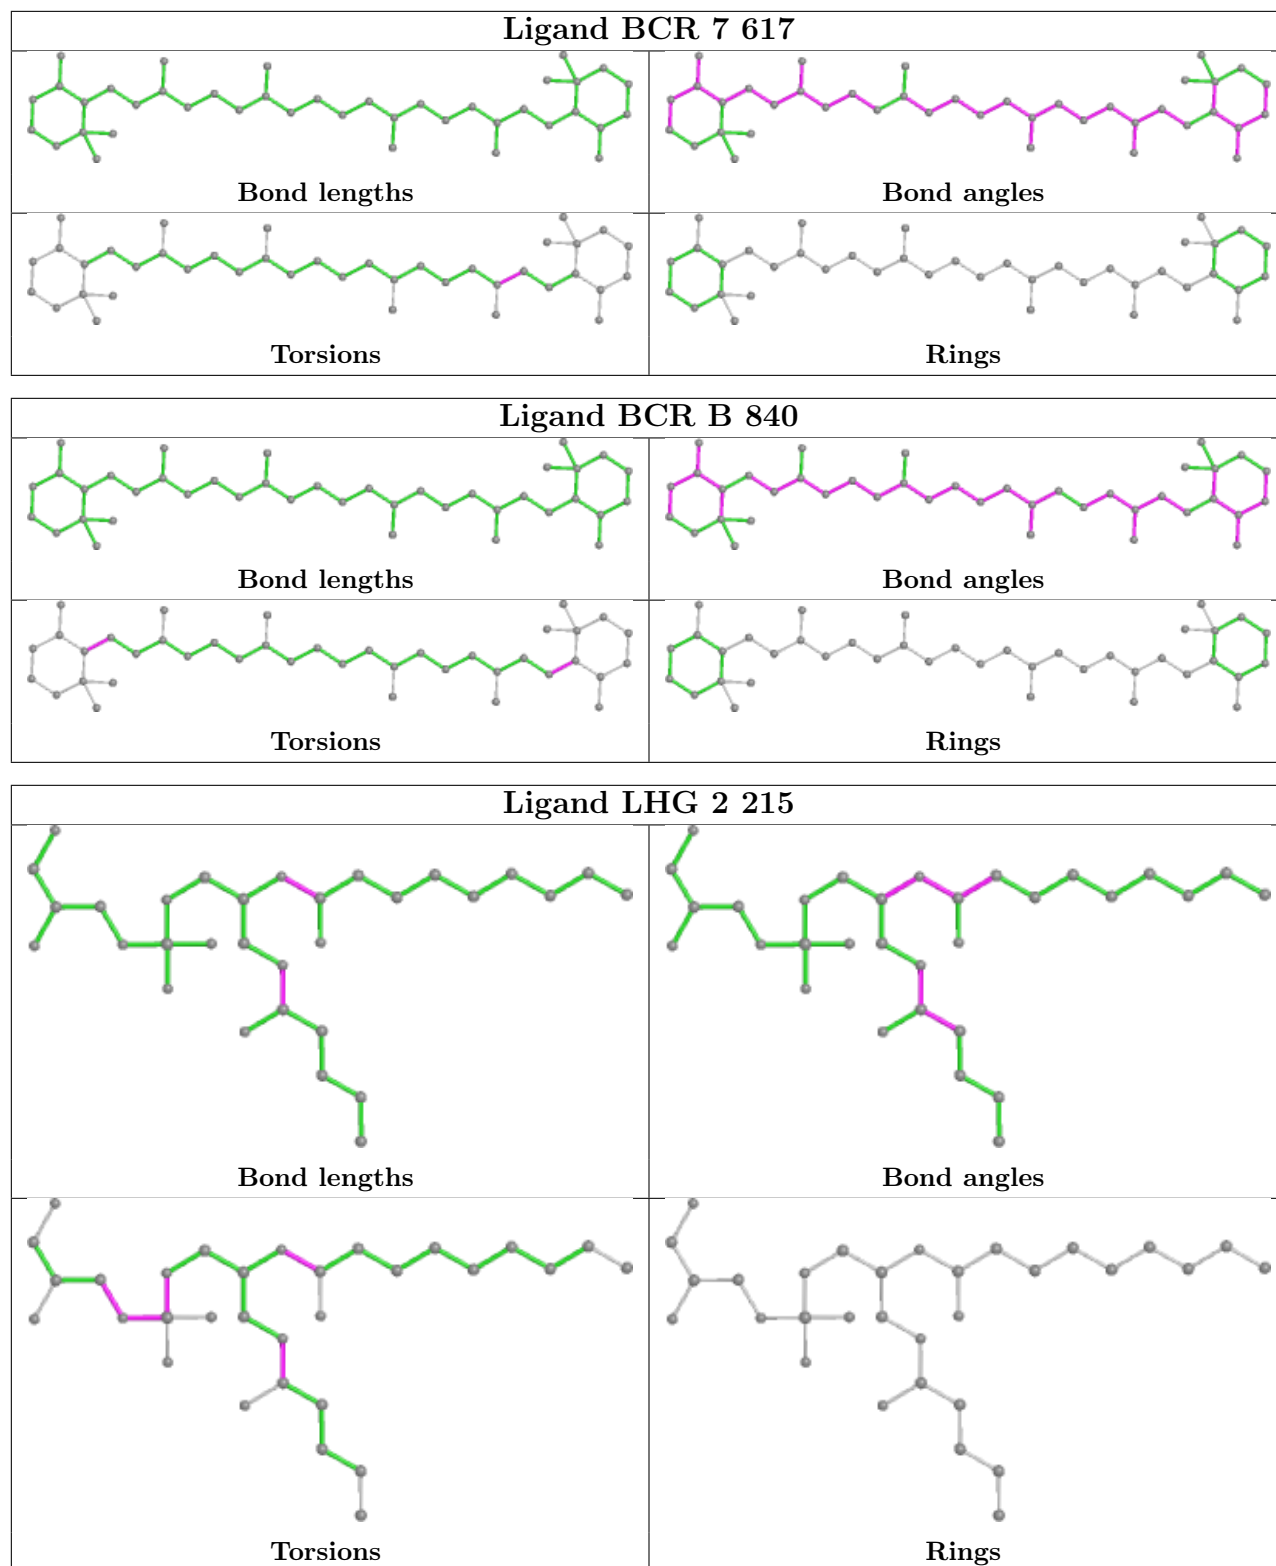 Ligand BCR 7 617
Bond lengths
Bond angles
Torsions
Rings
Ligand BCR B 840
Bond lengths
Bond angles
Torsions
Rings
Ligand LHG 2 215
Bond lengths
Bond angles
Torsions
Rings